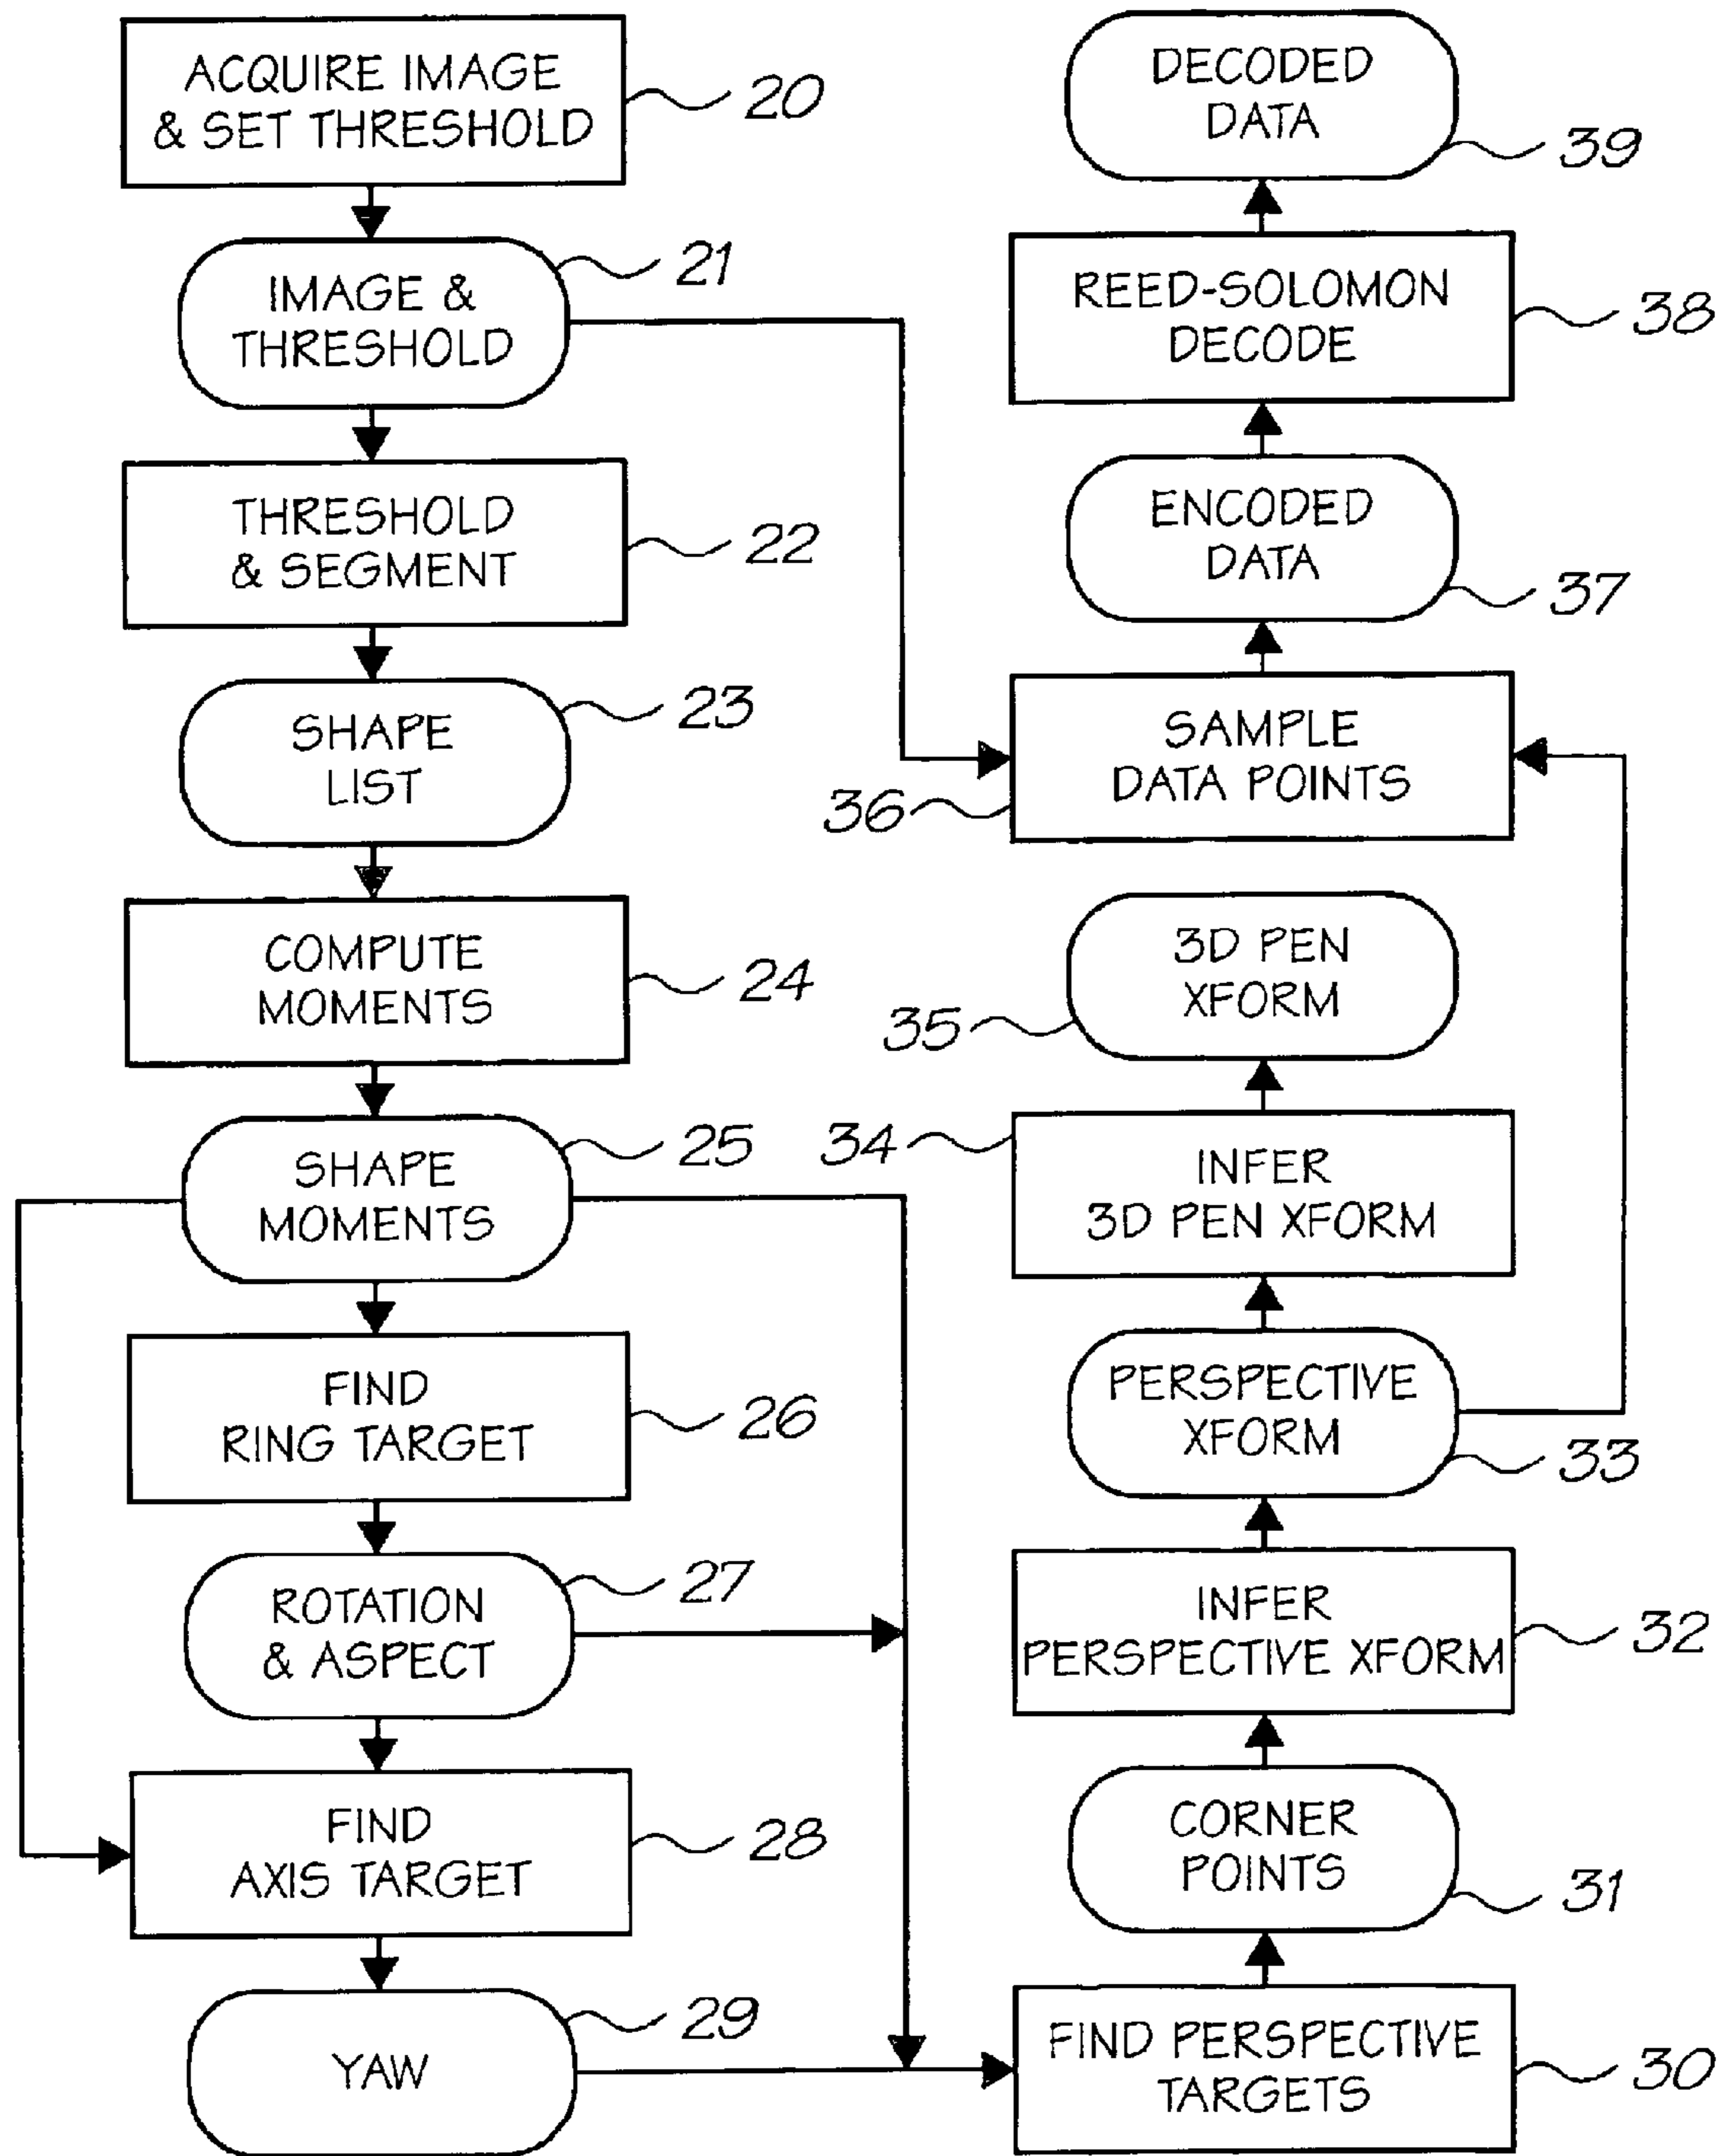 ACQUIRE IMAGE
& SET THRESHOLD
20
IMAGE &
THRESHOLD
21
THRESHOLD
& SEGMENT
22
SHAPE
LIST
23
COMPUTE
MOMENTS
24
SHAPE
MOMENTS
25
FIND
RING TARGET
26
ROTATION
& ASPECT
27
FIND
AXIS TARGET
28
YAW
29
DECODED
DATA
39
REED-SOLOMON
DECODE
38
ENCODED
DATA
37
SAMPLE
DATA POINTS
36
3D PEN
XFORM
35
INFER
3D PEN XFORM
34
PERSPECTIVE
XFORM
33
INFER
PERSPECTIVE XFORM
32
CORNER
POINTS
31
FIND PERSPECTIVE
TARGETS
30